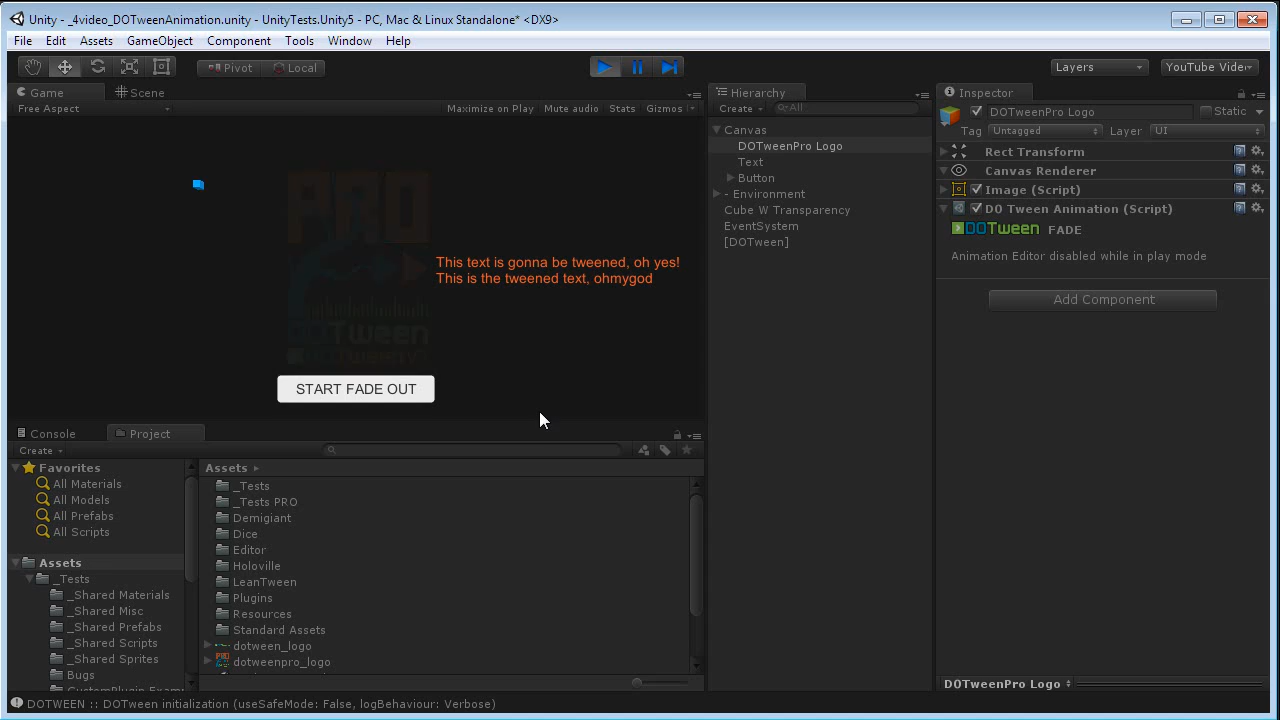 Unity - _4video_DOTweenAnimation.unity - UnityTests.Unity5 - PC, Mac & Linux Standalone* <DX9>
File Edit Assets GameObject Component Tools Window Help
Pivot Local Layers YouTube Video
Game Scene
Free Aspect Maximize on Play Mute audio Stats Gizmos
PRO
DOTween
This text is gonna be tweened, oh yes!
This is the tweened text, ohmygod
START FADE OUT
Hierarchy
Create All
Canvas
DOTweenPro Logo
Text
Button
- Environment
Cube W Transparency
EventSystem
[DOTween]
Inspector
DOTweenPro Logo Static
Tag Untagged Layer UI
Rect Transform
Canvas Renderer
Image (Script)
DO Tween Animation (Script)
DOTween FADE
Animation Editor disabled while in play mode
Add Component
DOTweenPro Logo
Console Project
Create
Favorites
All Materials
All Models
All Prefabs
All Scripts
Assets
_Tests
_Shared Materials
_Shared Misc
_Shared Prefabs
_Shared Scripts
_Shared Sprites
Bugs
Assets
_Tests
_Tests PRO
Demigiant
Dice
Editor
Holoville
LeanTween
Plugins
Resources
Standard Assets
dotween_logo
dotweenpro_logo
DOTWEEN :: DOTween initialization (useSafeMode: False, logBehaviour: Verbose)